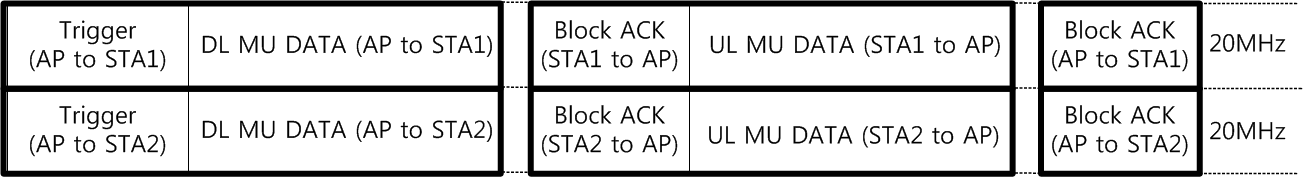 Trigger
(AP to STA1)
DL MU DATA (AP to STA1)
Block ACK
(STA1 to AP)
UL MU DATA (STA1 to AP)
Block ACK
(AP to STA1)
20MHz
Trigger
(AP to STA2)
DL MU DATA (AP to STA2)
Block ACK
(STA2 to AP)
UL MU DATA (STA2 to AP)
Block ACK
(AP to STA2)
20MHz